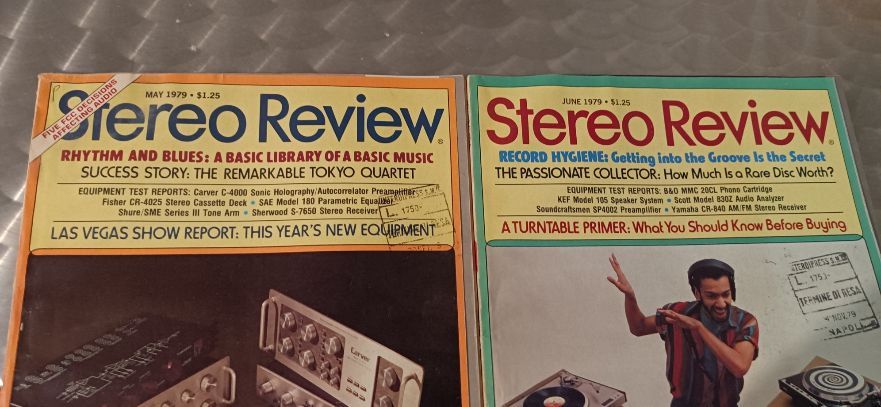 FIVE FCC DECISIONS
AFFECTING AUDIO
MAY 1979 • $1.25
Stereo Review®
RHYTHM AND BLUES: A BASIC LIBRARY OF A BASIC MUSIC
SUCCESS STORY: THE REMARKABLE TOKYO QUARTET
EQUIPMENT TEST REPORTS: Carver C-4000 Sonic Holography/Autocorrelator Preamplifier
Fisher CR-4025 Stereo Cassette Deck • SAE Model 180 Parametric Equalizer
Shure/SME Series III Tone Arm • Sherwood S-7650 Stereo Receiver
LAS VEGAS SHOW REPORT: THIS YEAR'S NEW EQUIPMENT
L. 1750-
Carver
JUNE 1979 • $1.25
Stereo Review®
RECORD HYGIENE: Getting into the Groove Is the Secret
THE PASSIONATE COLLECTOR: How Much Is a Rare Disc Worth?
EQUIPMENT TEST REPORTS: B&O MMC 20CL Phono Cartridge
KEF Model 105 Speaker System • Scott Model 830Z Audio Analyzer
Soundcraftsmen SP4002 Preamplifier • Yamaha CR-840 AM/FM Stereo Receiver
A TURNTABLE PRIMER: What You Should Know Before Buying
L. 1750-
TERMINE DI RESA
NOV. 79
NAPOLI